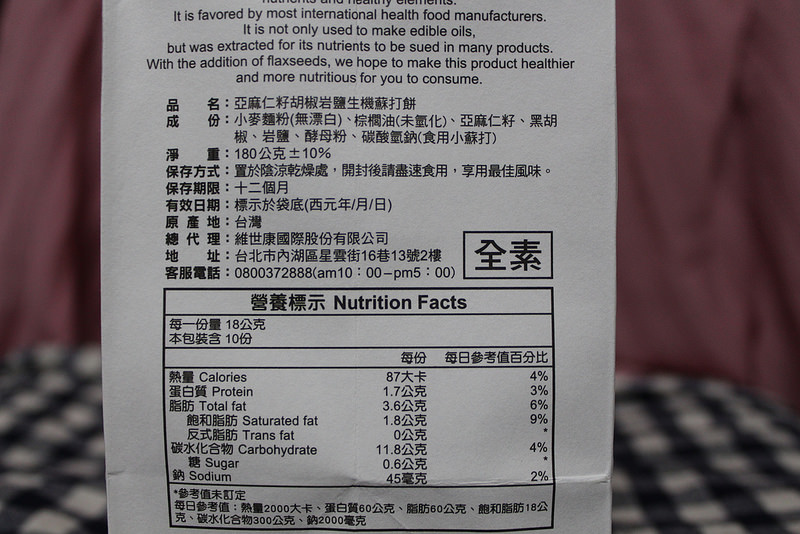 nutrients and healthy elements.
It is favored by most international health food manufacturers.
It is not only used to make edible oils,
but was extracted for its nutrients to be sued in many products.
With the addition of flaxseeds, we hope to make this product healthier
and more nutritious for you to consume.
品 名：亞麻仁籽胡椒岩鹽生機蘇打餅
成 份：小麥麵粉(無漂白)、棕櫚油(未氫化)、亞麻仁籽、黑胡
椒、岩鹽、酵母粉、碳酸氫鈉(食用小蘇打)
淨 重：180公克±10%
保存方式：置於陰涼乾燥處，開封後請盡速食用，享用最佳風味。
保存期限：十二個月
有效日期：標示於袋底(西元年/月/日)
原 產 地：台灣
總 代 理：維世康國際股份有限公司
地 址：台北市內湖區星雲街16巷13號2樓
客服電話：0800372888(am10：00–pm5：00)
全素
營養標示 Nutrition Facts
每一份量 18公克
本包裝含 10份
每份 每日參考值百分比
熱量 Calories 87大卡 4%
蛋白質 Protein 1.7公克 3%
脂肪 Total fat 3.6公克 6%
飽和脂肪 Saturated fat 1.8公克 9%
反式脂肪 Trans fat 0公克 *
碳水化合物 Carbohydrate 11.8公克 4%
糖 Sugar 0.6公克 *
鈉 Sodium 45毫克 2%
*參考值未訂定
每日參考值：熱量2000大卡、蛋白質60公克、脂肪60公克、飽和脂肪18公
克、碳水化合物300公克、鈉2000毫克